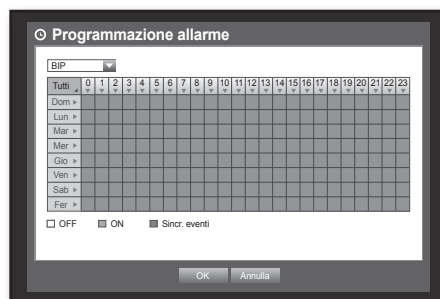 Programmazione allarme
BIP
Tutti 0 1 2 3 4 5 6 7 8 9 10 11 12 13 14 15 16 17 18 19 20 21 22 23
Dom
Lun
Mar
Mer
Gio
Ven
Sab
Fer
OFF ON Sincr. eventi
OK Annulla